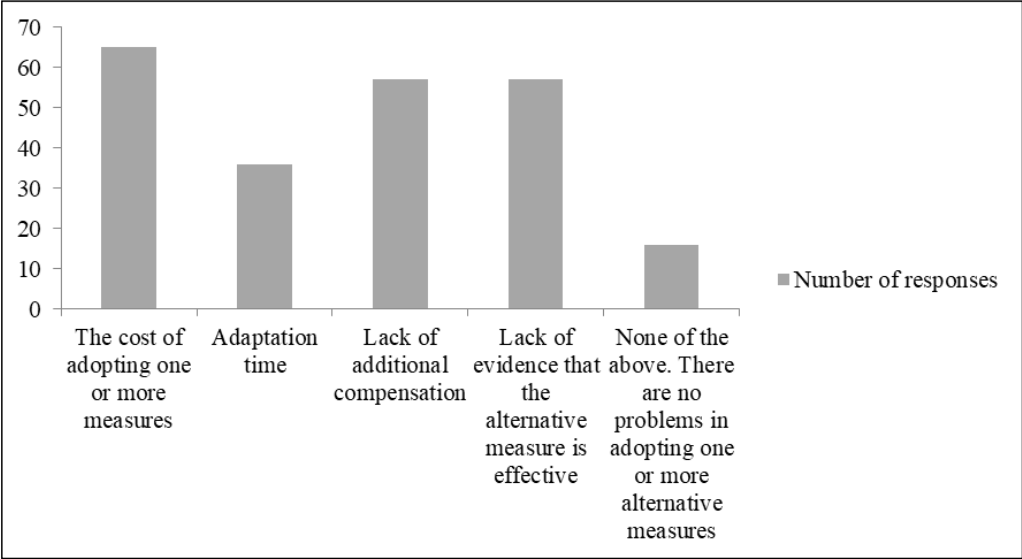 70
60
50
40
30
20
10
0
The cost of
adopting one
or more
measures
Adaptation
time
Lack of
additional
compensation
Lack of
evidence that
the
alternative
measure is
effective
None of the
above. There
are no
problems in
adopting one
or more
alternative
measures
Number of responses